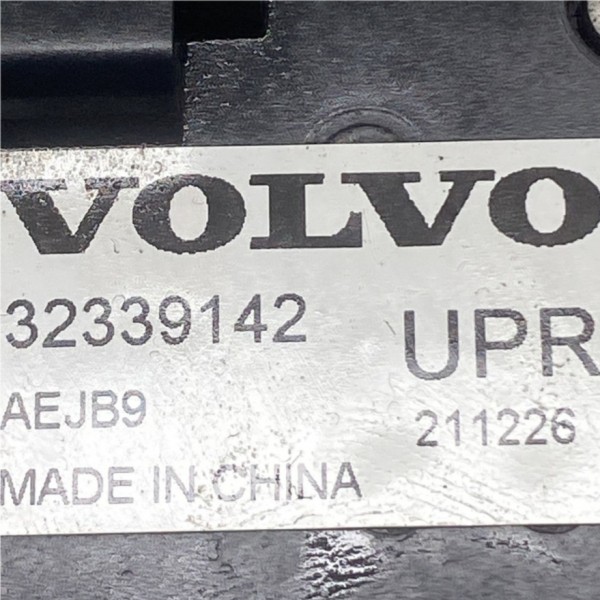 VOLVO
32339142 UPR
AEJB9 211226
MADE IN CHINA